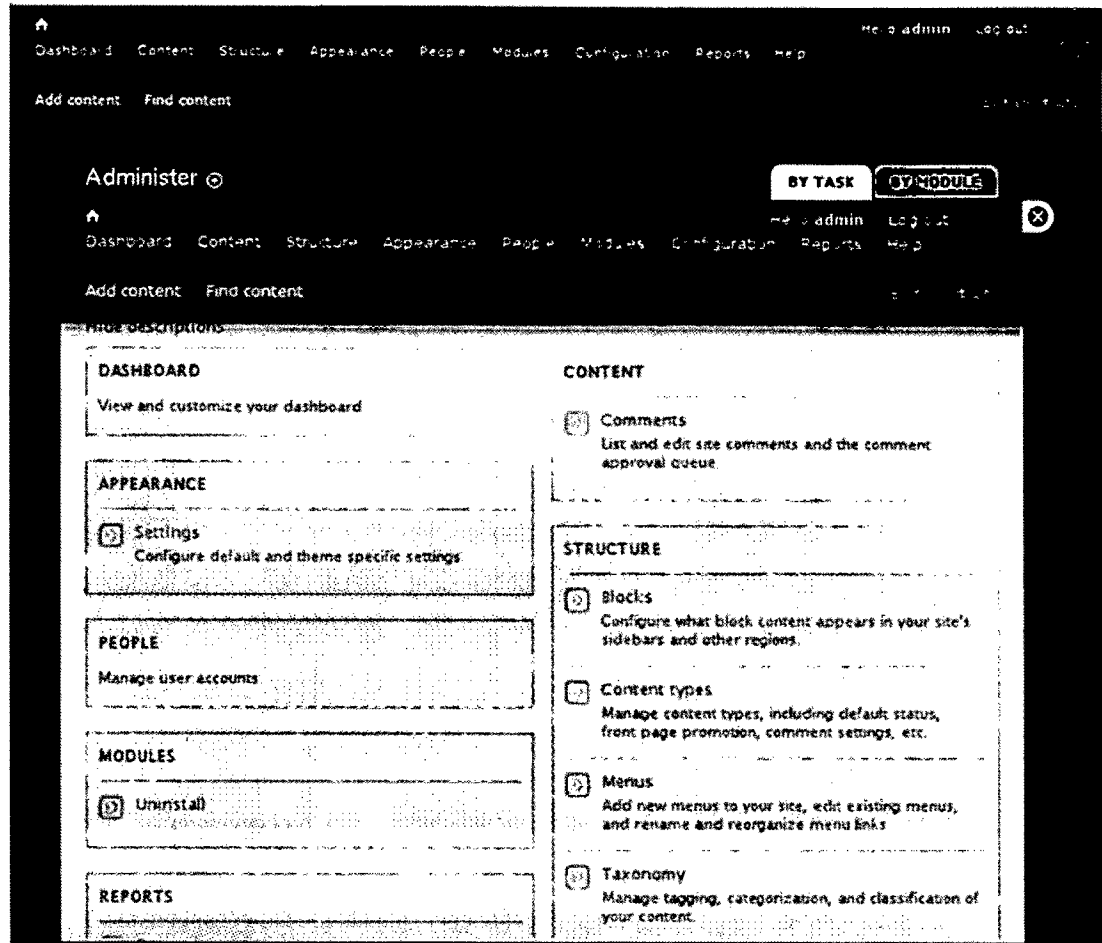 Hello admin Log out
Dashboard Content Structure Appearance People Modules Configuration Reports Help
Add content Find content
Administer
BY TASK BY MODULE
Hello admin Log out
Dashboard Content Structure Appearance People Modules Configuration Reports Help
Add content Find content
Hide descriptions
DASHBOARD
View and customize your dashboard
APPEARANCE
Settings
Configure default and theme specific settings
PEOPLE
Manage user accounts
MODULES
Uninstall
REPORTS
CONTENT
Comments
List and edit site comments and the comment
approval queue.
STRUCTURE
Blocks
Configure what block content appears in your site's
sidebars and other regions.
Content types
Manage content types, including default status,
front page promotion, comment settings, etc.
Menus
Add new menus to your site, edit existing menus,
and rename and reorganize menu links
Taxonomy
Manage tagging, categorization, and classification of
your content.